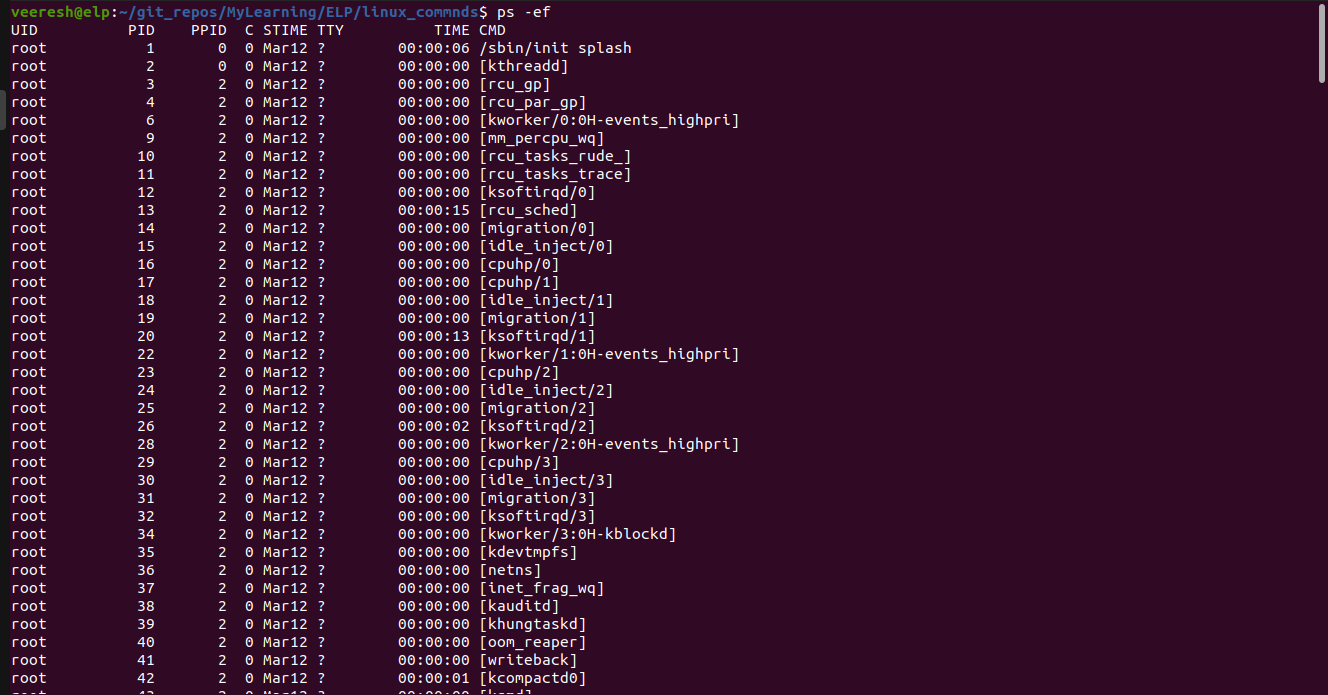 veeresh@elp:~/git_repos/MyLearning/ELP/linux_commnds$ ps -ef
UID          PID    PPID  C STIME TTY          TIME CMD
root           1       0  0 Mar12 ?        00:00:06 /sbin/init splash
root           2       0  0 Mar12 ?        00:00:00 [kthreadd]
root           3       2  0 Mar12 ?        00:00:00 [rcu_gp]
root           4       2  0 Mar12 ?        00:00:00 [rcu_par_gp]
root           6       2  0 Mar12 ?        00:00:00 [kworker/0:0H-events_highpri]
root           9       2  0 Mar12 ?        00:00:00 [mm_percpu_wq]
root          10       2  0 Mar12 ?        00:00:00 [rcu_tasks_rude_]
root          11       2  0 Mar12 ?        00:00:00 [rcu_tasks_trace]
root          12       2  0 Mar12 ?        00:00:00 [ksoftirqd/0]
root          13       2  0 Mar12 ?        00:00:15 [rcu_sched]
root          14       2  0 Mar12 ?        00:00:00 [migration/0]
root          15       2  0 Mar12 ?        00:00:00 [idle_inject/0]
root          16       2  0 Mar12 ?        00:00:00 [cpuhp/0]
root          17       2  0 Mar12 ?        00:00:00 [cpuhp/1]
root          18       2  0 Mar12 ?        00:00:00 [idle_inject/1]
root          19       2  0 Mar12 ?        00:00:00 [migration/1]
root          20       2  0 Mar12 ?        00:00:13 [ksoftirqd/1]
root          22       2  0 Mar12 ?        00:00:00 [kworker/1:0H-events_highpri]
root          23       2  0 Mar12 ?        00:00:00 [cpuhp/2]
root          24       2  0 Mar12 ?        00:00:00 [idle_inject/2]
root          25       2  0 Mar12 ?        00:00:00 [migration/2]
root          26       2  0 Mar12 ?        00:00:02 [ksoftirqd/2]
root          28       2  0 Mar12 ?        00:00:00 [kworker/2:0H-events_highpri]
root          29       2  0 Mar12 ?        00:00:00 [cpuhp/3]
root          30       2  0 Mar12 ?        00:00:00 [idle_inject/3]
root          31       2  0 Mar12 ?        00:00:00 [migration/3]
root          32       2  0 Mar12 ?        00:00:00 [ksoftirqd/3]
root          34       2  0 Mar12 ?        00:00:00 [kworker/3:0H-kblockd]
root          35       2  0 Mar12 ?        00:00:00 [kdevtmpfs]
root          36       2  0 Mar12 ?        00:00:00 [netns]
root          37       2  0 Mar12 ?        00:00:00 [inet_frag_wq]
root          38       2  0 Mar12 ?        00:00:00 [kauditd]
root          39       2  0 Mar12 ?        00:00:00 [khungtaskd]
root          40       2  0 Mar12 ?        00:00:00 [oom_reaper]
root          41       2  0 Mar12 ?        00:00:00 [writeback]
root          42       2  0 Mar12 ?        00:00:01 [kcompactd0]